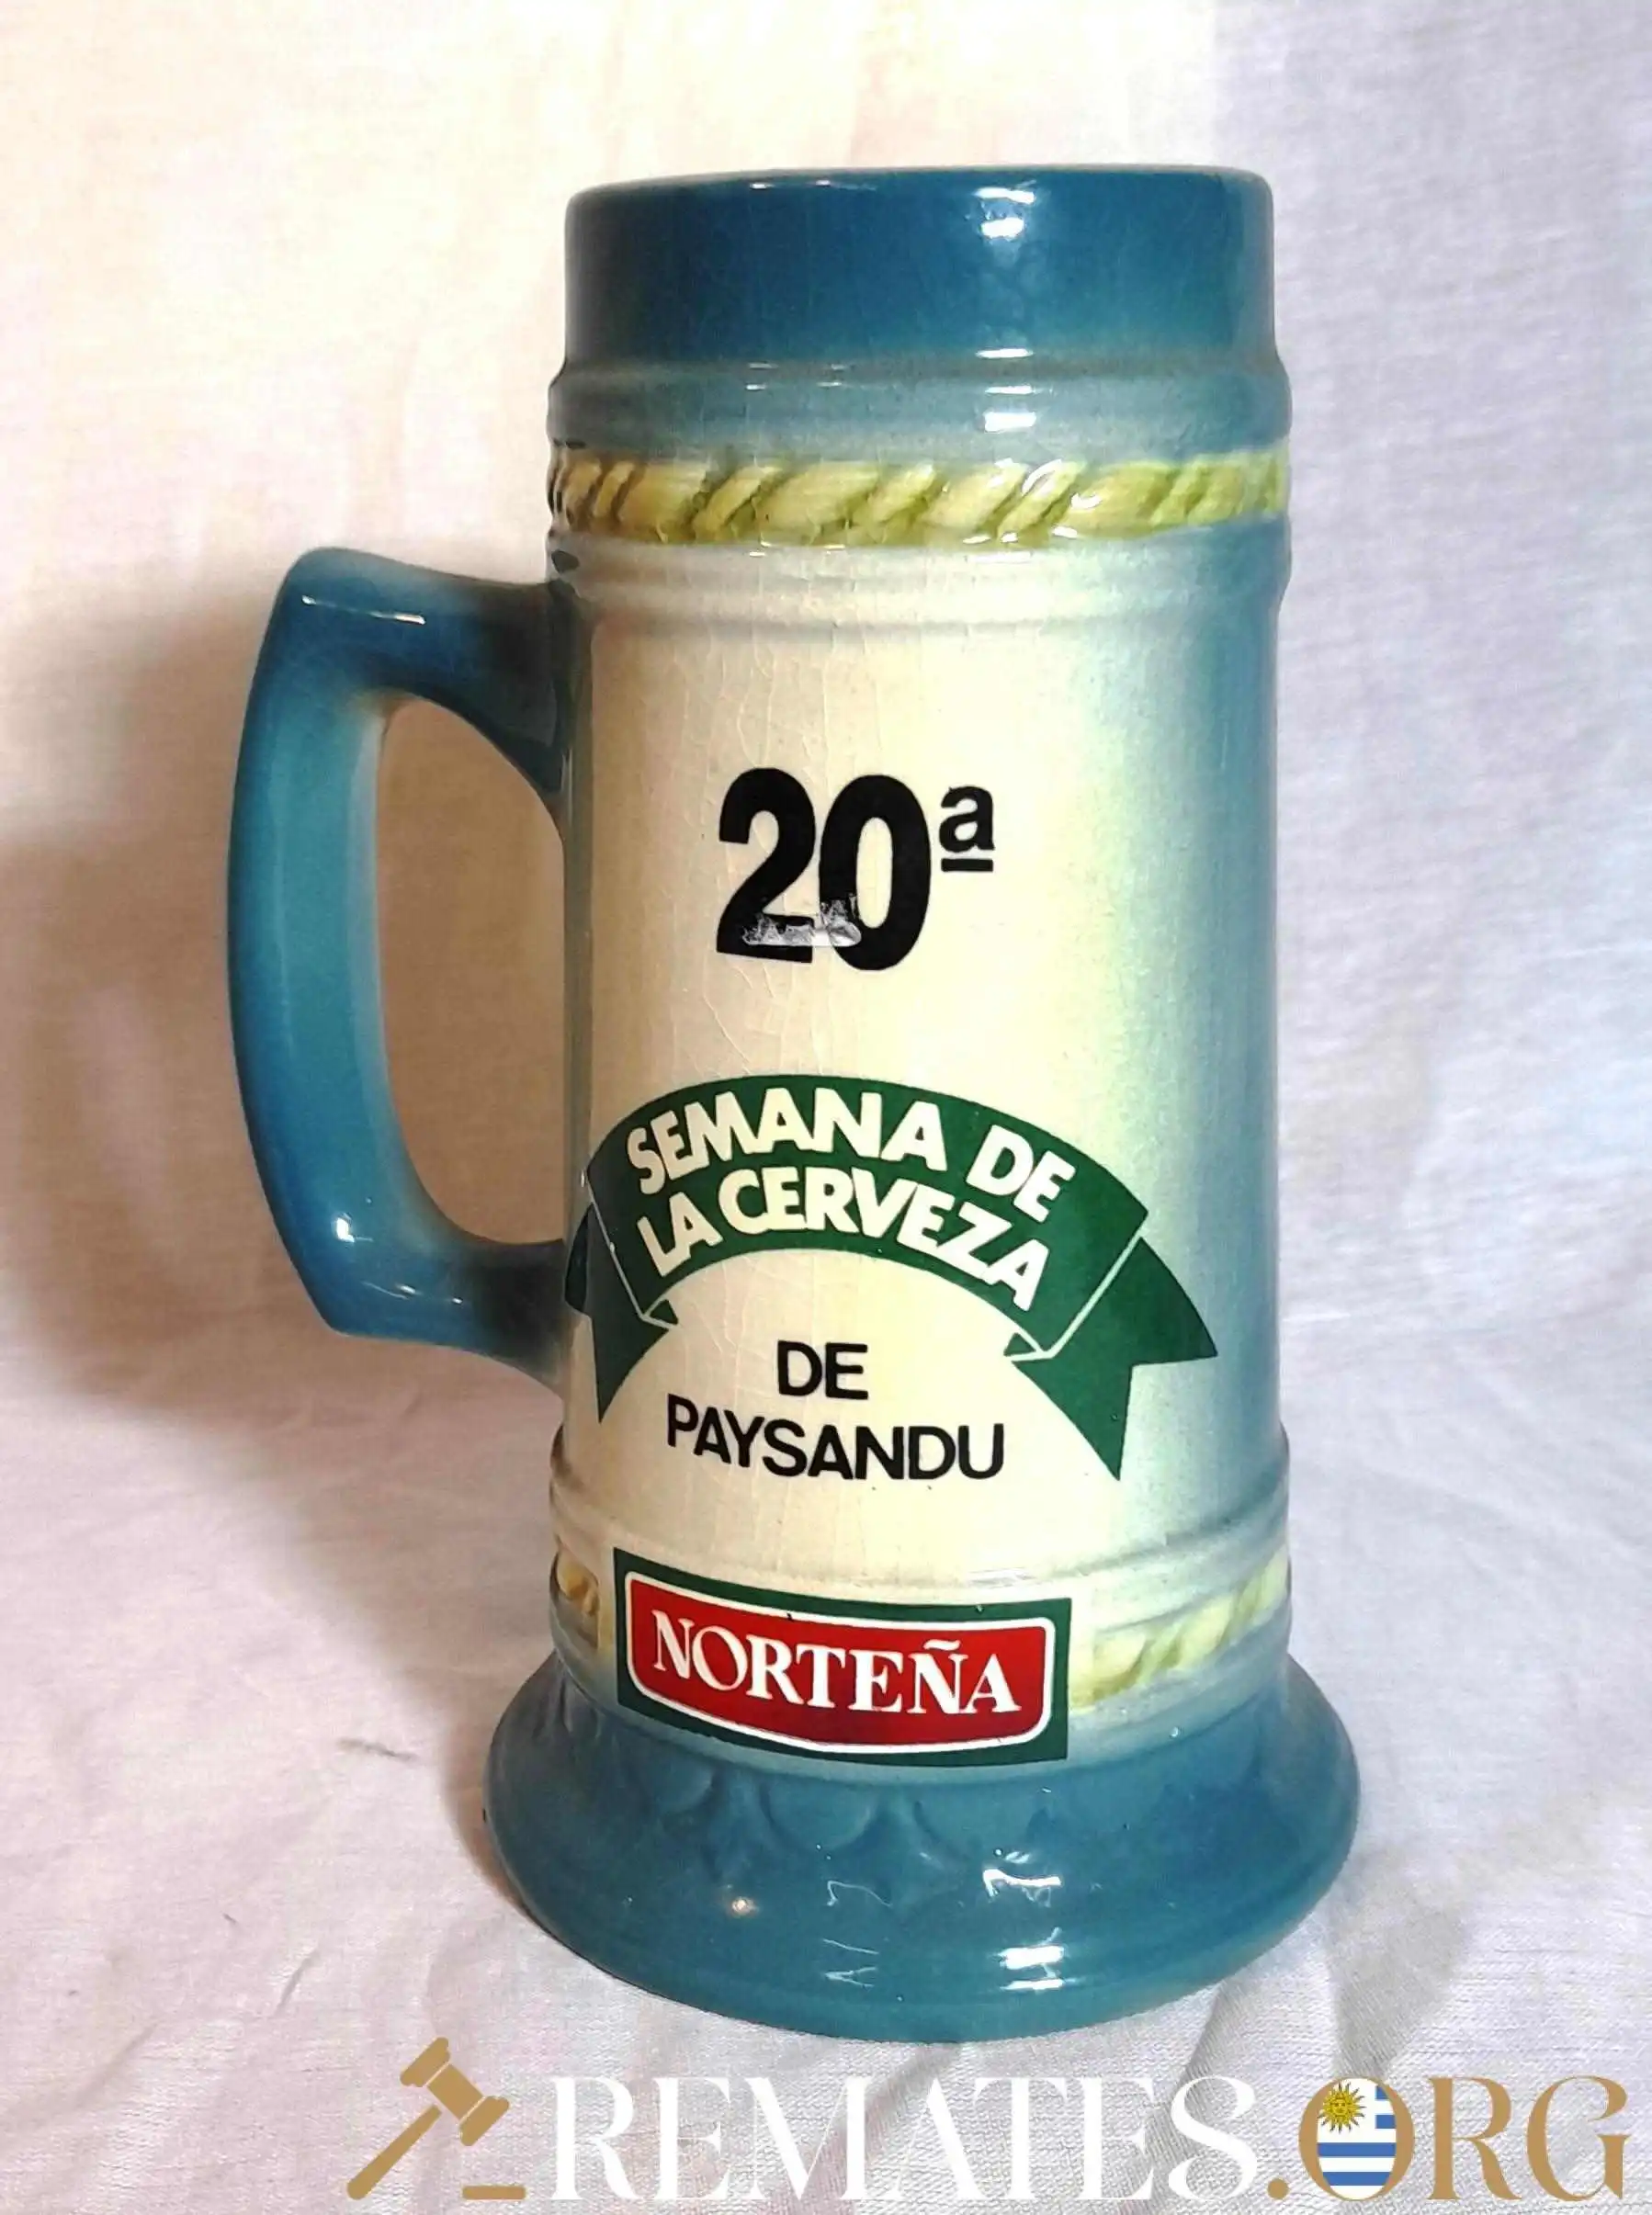 20ª
SEMANA DE
LA CERVEZA
DE
PAYSANDU
NORTEÑA
REMATES.ORG